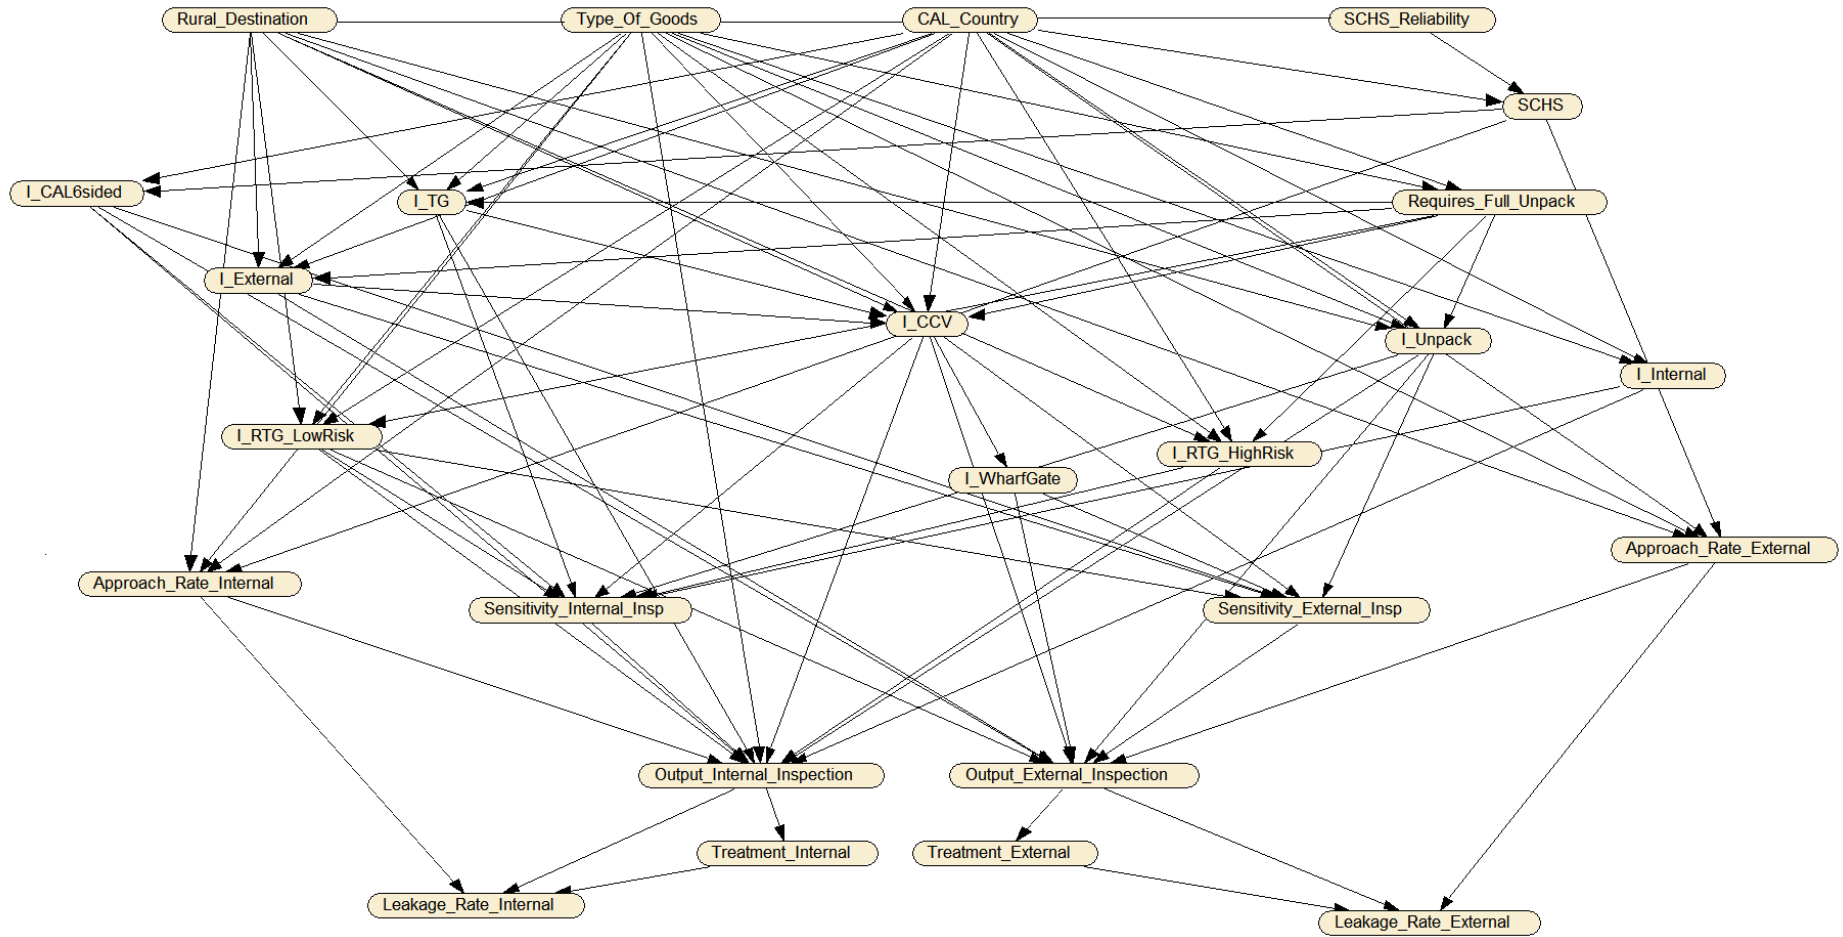 Rural_Destination
Type_Of_Goods
CAL_Country
SCHS_Reliability
SCHS
I_CAL6sided
I_TG
Requires_Full_Unpack
I_External
I_CCV
I_Unpack
I_Internal
I_RTG_LowRisk
I_RTG_HighRisk
I_WharfGate
Approach_Rate_External
Approach_Rate_Internal
Sensitivity_Internal_Insp
Sensitivity_External_Insp
Output_Internal_Inspection
Output_External_Inspection
Treatment_Internal
Treatment_External
Leakage_Rate_Internal
Leakage_Rate_External